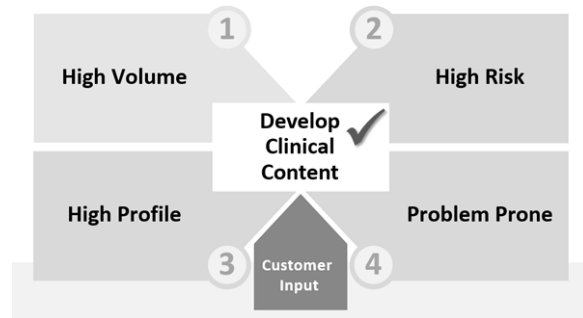 1
2
High Volume
High Risk
Develop
Clinical
Content
High Profile
Problem Prone
3
4
Customer
Input